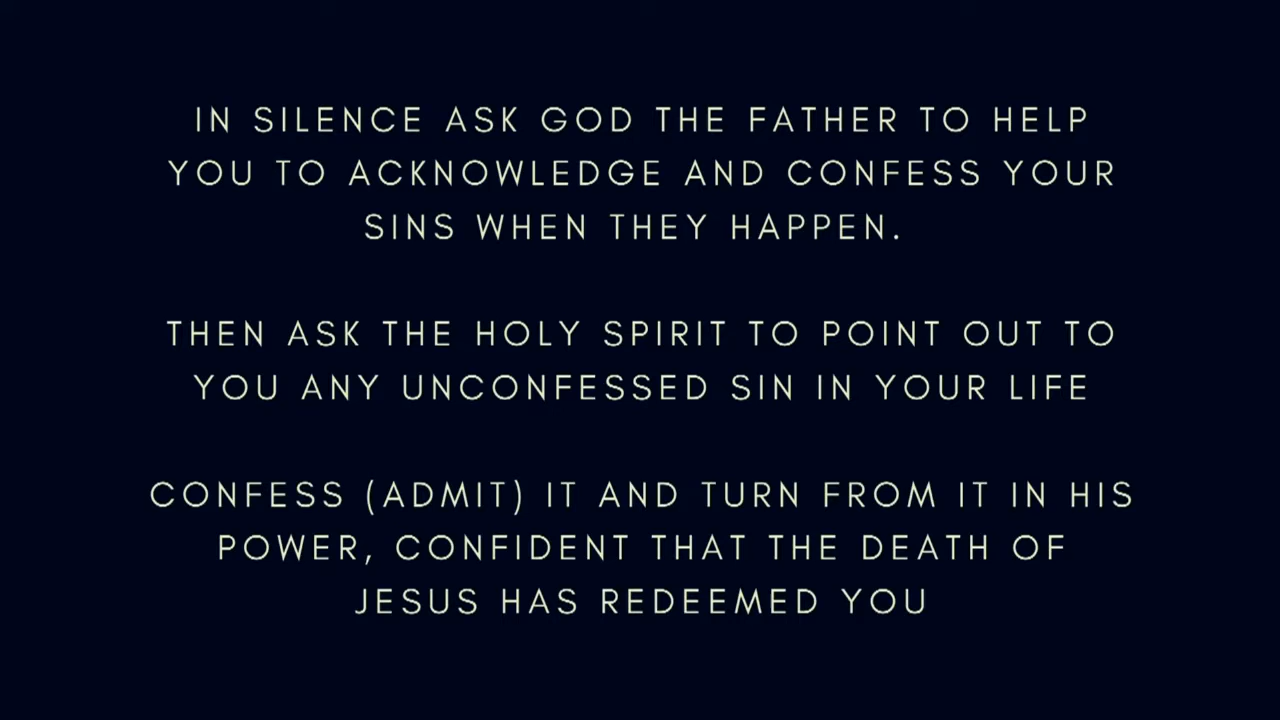 IN SILENCE ASK GOD THE FATHER TO HELP
YOU TO ACKNOWLEDGE AND CONFESS YOUR
SINS WHEN THEY HAPPEN.
THEN ASK THE HOLY SPIRIT TO POINT OUT TO
YOU ANY UNCONFESSED SIN IN YOUR LIFE
CONFESS (ADMIT) IT AND TURN FROM IT IN HIS
POWER, CONFIDENT THAT THE DEATH OF
JESUS HAS REDEEMED YOU